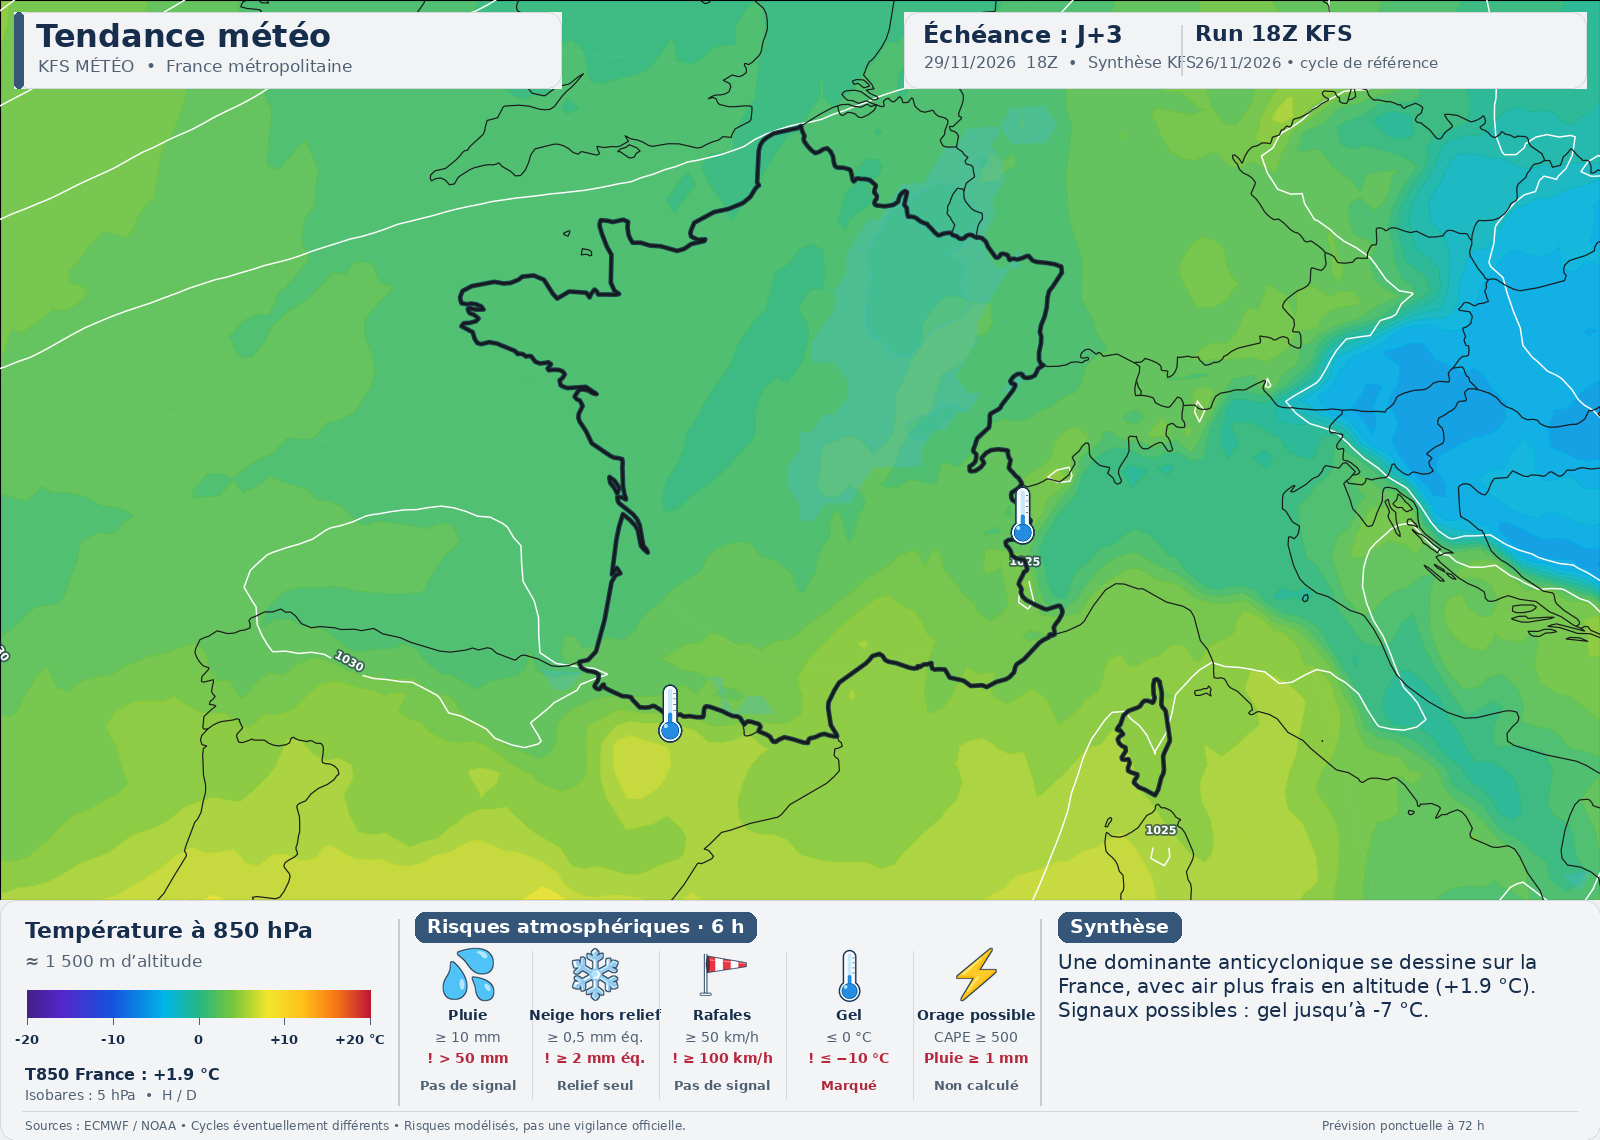 Tendance météo
KFS MÉTÉO • France métropolitaine
Échéance : J+3
29/11/2026 18Z • Synthèse KFS
Run 18Z KFS
26/11/2026 • cycle de référence
1025
1030
30
1025
Température à 850 hPa
≈ 1 500 m d’altitude
-20 -10 0 +10 +20 °C
T850 France : +1.9 °C
Isobares : 5 hPa • H / D
Risques atmosphériques · 6 h
Pluie
≥ 10 mm
! > 50 mm
Pas de signal
Neige hors relief
≥ 0,5 mm éq.
! ≥ 2 mm éq.
Relief seul
Rafales
≥ 50 km/h
! ≥ 100 km/h
Pas de signal
Gel
≤ 0 °C
! ≤ −10 °C
Marqué
Orage possible
CAPE ≥ 500
Pluie ≥ 1 mm
Non calculé
Synthèse
Une dominante anticyclonique se dessine sur la
France, avec air plus frais en altitude (+1.9 °C).
Signaux possibles : gel jusqu’à -7 °C.
Sources : ECMWF / NOAA • Cycles éventuellement différents • Risques modélisés, pas une vigilance officielle.
Prévision ponctuelle à 72 h